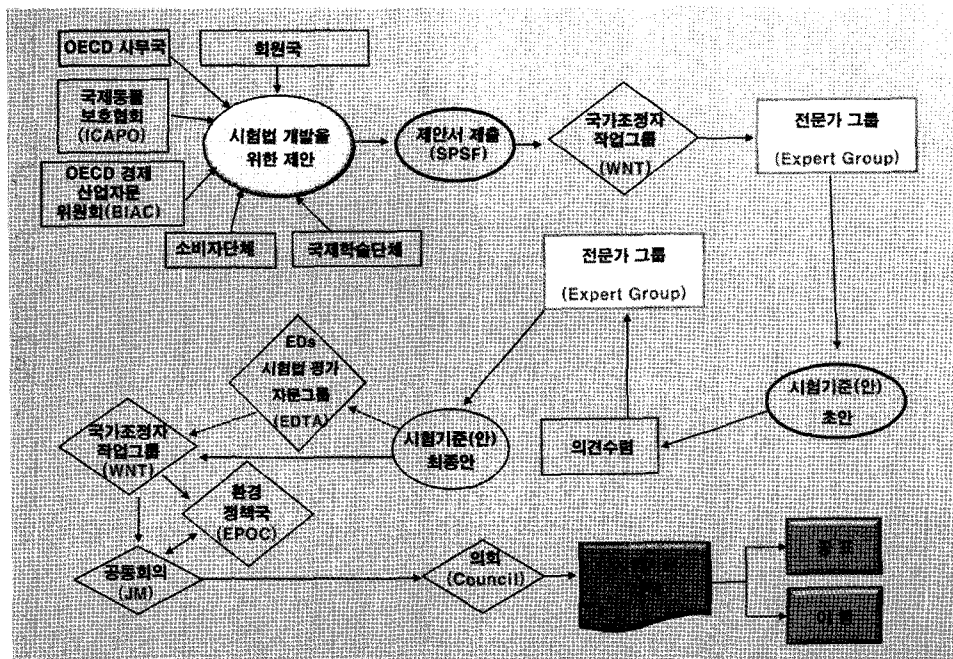 OECD 사무국
회원국
국제동물
보호협회
(ICAPO)
시험법 개발을
위한 제안
제안서 제출
(SPSF)
국가조정자
작업그룹
(WNT)
전문가 그룹
(Expert Group)
OECD 경제
산업자문
위원회(BIAC)
소비자단체
국제학술단체
전문가 그룹
(Expert Group)
EDs
시험법 평가
자문그룹
(EDTA)
시험기준(안)
초안
국가조정자
작업그룹
(WNT)
시험기준(안)
최종안
의견수렴
환경
정책국
(EPOC)
공동회의
(JM)
의회
(Council)